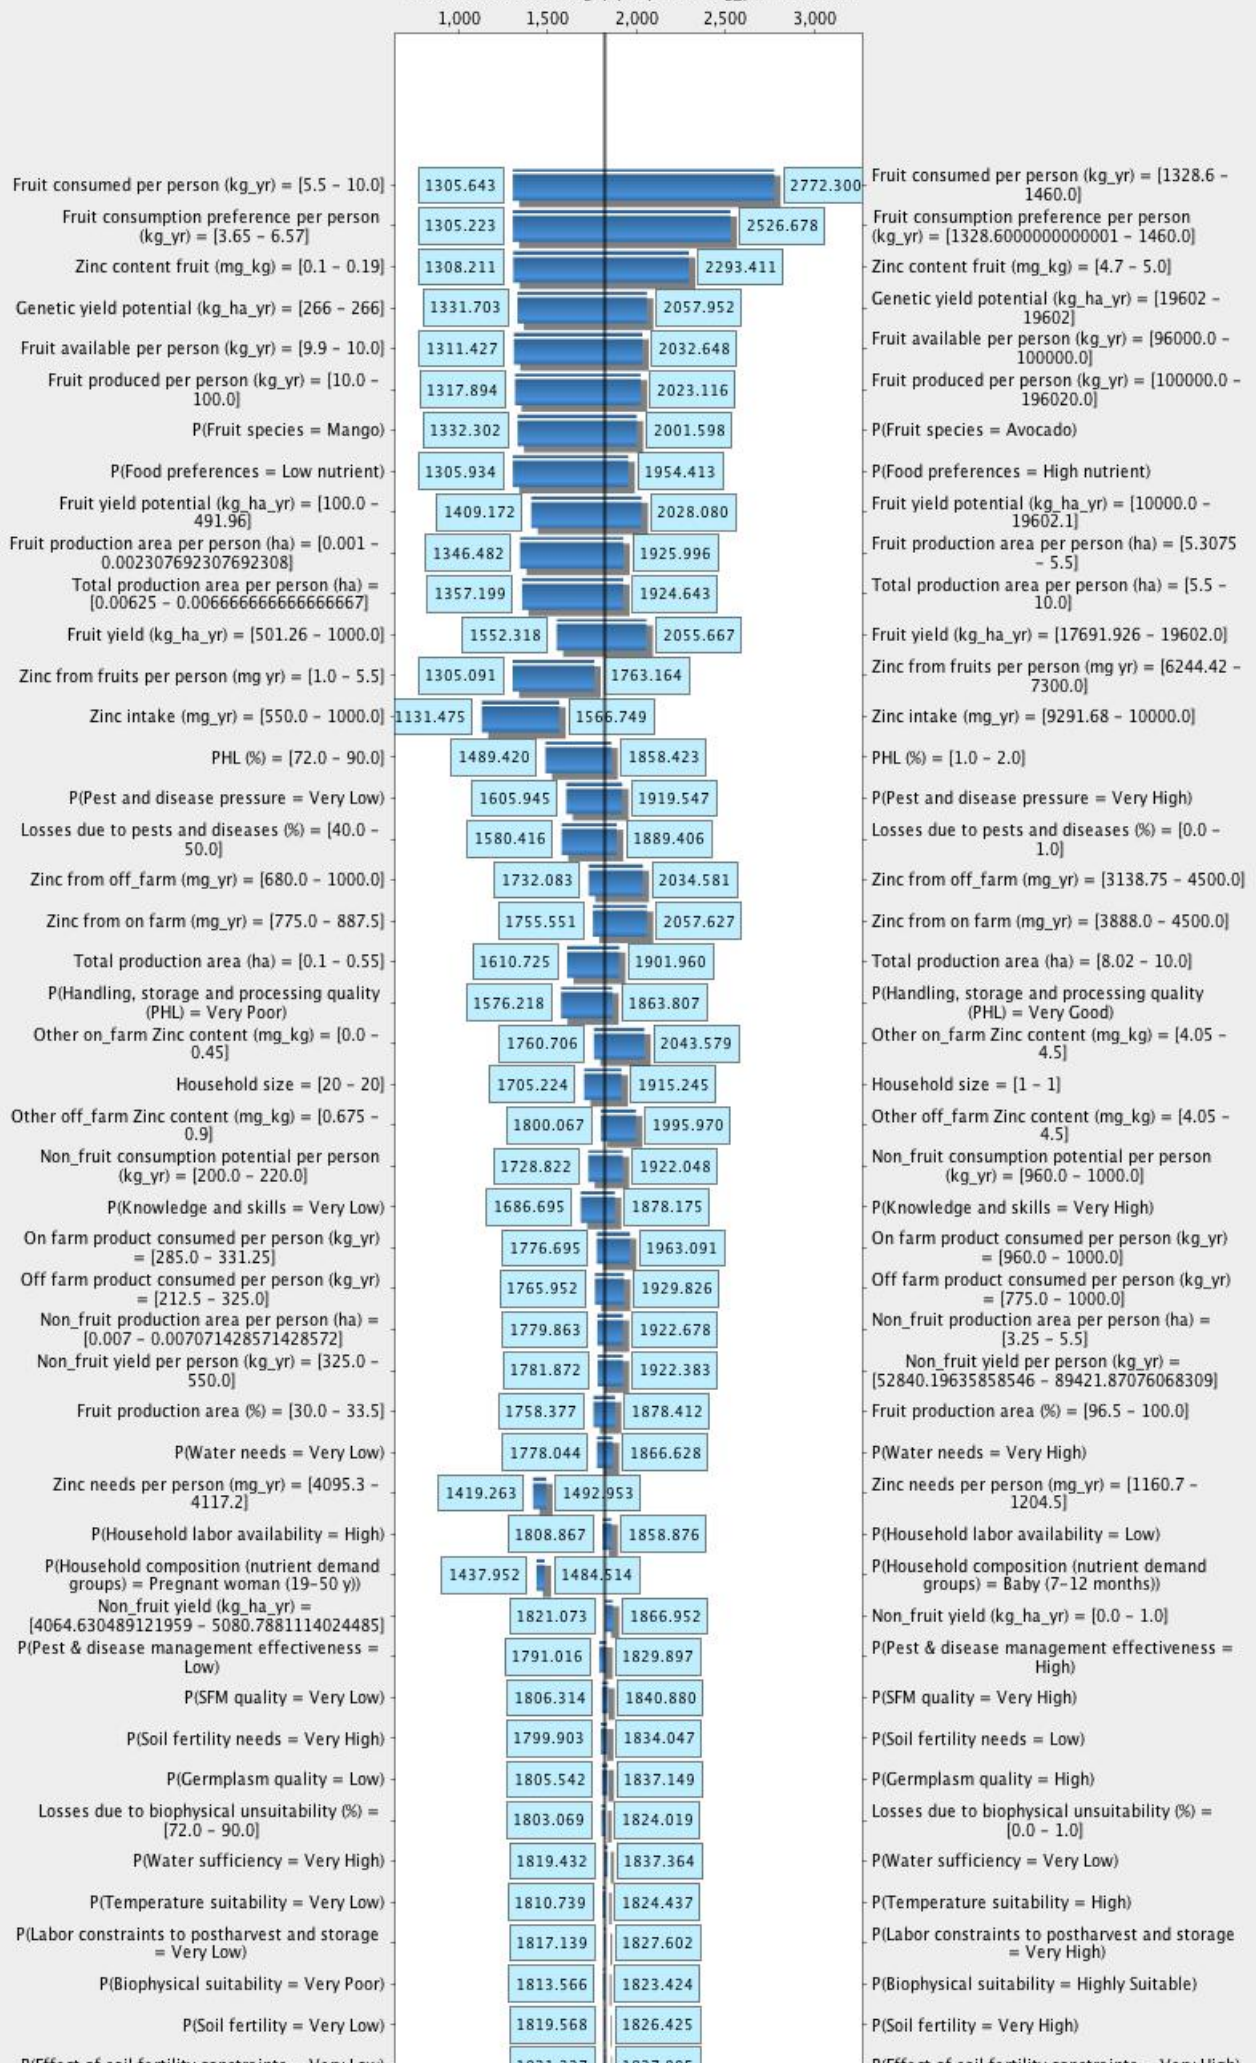 1,000 1,500 2,000 2,500 3,000
Fruit consumed per person (kg_yr) = [5.5 - 10.0] 1305.643 2772.300 Fruit consumed per person (kg_yr) = [1328.6 -
1460.0]
Fruit consumption preference per person
(kg_yr) = [3.65 - 6.57] 1305.223 2526.678 Fruit consumption preference per person
(kg_yr) = [1328.6000000000001 - 1460.0]
Zinc content fruit (mg_kg) = [0.1 - 0.19] 1308.211 2293.411 Zinc content fruit (mg_kg) = [4.7 - 5.0]
Genetic yield potential (kg_ha_yr) = [266 - 266] 1331.703 2057.952 Genetic yield potential (kg_ha_yr) = [19602 -
19602]
Fruit available per person (kg_yr) = [9.9 - 10.0] 1311.427 2032.648 Fruit available per person (kg_yr) = [96000.0 -
100000.0]
Fruit produced per person (kg_yr) = [10.0 -
100.0] 1317.894 2023.116 Fruit produced per person (kg_yr) = [100000.0 -
196020.0]
P(Fruit species = Mango) 1332.302 2001.598 P(Fruit species = Avocado)
P(Food preferences = Low nutrient) 1305.934 1954.413 P(Food preferences = High nutrient)
Fruit yield potential (kg_ha_yr) = [100.0 -
491.96] 1409.172 2028.080 Fruit yield potential (kg_ha_yr) = [10000.0 -
19602.1]
Fruit production area per person (ha) = [0.001 -
0.002307692307692308] 1346.482 1925.996 Fruit production area per person (ha) = [5.3075
- 5.5]
Total production area per person (ha) =
[0.00625 - 0.006666666666666667] 1357.199 1924.643 Total production area per person (ha) = [5.5 -
10.0]
Fruit yield (kg_ha_yr) = [501.26 - 1000.0] 1552.318 2055.667 Fruit yield (kg_ha_yr) = [17691.926 - 19602.0]
Zinc from fruits per person (mg yr) = [1.0 - 5.5] 1305.091 1763.164 Zinc from fruits per person (mg yr) = [6244.42 -
7300.0]
Zinc intake (mg_yr) = [550.0 - 1000.0] 1131.475 1566.749 Zinc intake (mg_yr) = [9291.68 - 10000.0]
PHL (%) = [72.0 - 90.0] 1489.420 1858.423 PHL (%) = [1.0 - 2.0]
P(Pest and disease pressure = Very Low) 1605.945 1919.547 P(Pest and disease pressure = Very High)
Losses due to pests and diseases (%) = [40.0 -
50.0] 1580.416 1889.406 Losses due to pests and diseases (%) = [0.0 -
1.0]
Zinc from off_farm (mg_yr) = [680.0 - 1000.0] 1732.083 2034.581 Zinc from off_farm (mg_yr) = [3138.75 - 4500.0]
Zinc from on farm (mg_yr) = [775.0 - 887.5] 1755.551 2057.627 Zinc from on farm (mg_yr) = [3888.0 - 4500.0]
Total production area (ha) = [0.1 - 0.55] 1610.725 1901.960 Total production area (ha) = [8.02 - 10.0]
P(Handling, storage and processing quality
(PHL) = Very Poor) 1576.218 1863.807 P(Handling, storage and processing quality
(PHL) = Very Good)
Other on_farm Zinc content (mg_kg) = [0.0 -
0.45] 1760.706 2043.579 Other on_farm Zinc content (mg_kg) = [4.05 -
4.5]
Household size = [20 - 20] 1705.224 1915.245 Household size = [1 - 1]
Other off_farm Zinc content (mg_kg) = [0.675 -
0.9] 1800.067 1995.970 Other off_farm Zinc content (mg_kg) = [4.05 -
4.5]
Non_fruit consumption potential per person
(kg_yr) = [200.0 - 220.0] 1728.822 1922.048 Non_fruit consumption potential per person
(kg_yr) = [960.0 - 1000.0]
P(Knowledge and skills = Very Low) 1686.695 1878.175 P(Knowledge and skills = Very High)
On farm product consumed per person (kg_yr)
= [285.0 - 331.25] 1776.695 1963.091 On farm product consumed per person (kg_yr)
= [960.0 - 1000.0]
Off farm product consumed per person (kg_yr)
= [212.5 - 325.0] 1765.952 1929.826 Off farm product consumed per person (kg_yr)
= [775.0 - 1000.0]
Non_fruit production area per person (ha) =
[0.007 - 0.007071428571428572] 1779.863 1922.678 Non_fruit production area per person (ha) =
[3.25 - 5.5]
Non_fruit yield per person (kg_yr) = [325.0 -
550.0] 1781.872 1922.383 Non_fruit yield per person (kg_yr) =
[52840.19635858546 - 89421.87076068309]
Fruit production area (%) = [30.0 - 33.5] 1758.377 1878.412 Fruit production area (%) = [96.5 - 100.0]
P(Water needs = Very Low) 1778.044 1866.628 P(Water needs = Very High)
Zinc needs per person (mg_yr) = [4095.3 -
4117.2] 1419.263 1492.953 Zinc needs per person (mg_yr) = [1160.7 -
1204.5]
P(Household labor availability = High) 1808.867 1858.876 P(Household labor availability = Low)
P(Household composition (nutrient demand
groups) = Pregnant woman (19-50 y)) 1437.952 1484.514 P(Household composition (nutrient demand
groups) = Baby (7-12 months))
Non_fruit yield (kg_ha_yr) =
[4064.630489121959 - 5080.7881114024485] 1821.073 1866.952 Non_fruit yield (kg_ha_yr) = [0.0 - 1.0]
P(Pest & disease management effectiveness =
Low) 1791.016 1829.897 P(Pest & disease management effectiveness =
High)
P(SFM quality = Very Low) 1806.314 1840.880 P(SFM quality = Very High)
P(Soil fertility needs = Very High) 1799.903 1834.047 P(Soil fertility needs = Low)
P(Germplasm quality = Low) 1805.542 1837.149 P(Germplasm quality = High)
Losses due to biophysical unsuitability (%) =
[72.0 - 90.0] 1803.069 1824.019 Losses due to biophysical unsuitability (%) =
[0.0 - 1.0]
P(Water sufficiency = Very High) 1819.432 1837.364 P(Water sufficiency = Very Low)
P(Temperature suitability = Very Low) 1810.739 1824.437 P(Temperature suitability = High)
P(Labor constraints to postharvest and storage
= Very Low) 1817.139 1827.602 P(Labor constraints to postharvest and storage
= Very High)
P(Biophysical suitability = Very Poor) 1813.566 1823.424 P(Biophysical suitability = Highly Suitable)
P(Soil fertility = Very Low) 1819.568 1826.425 P(Soil fertility = Very High)